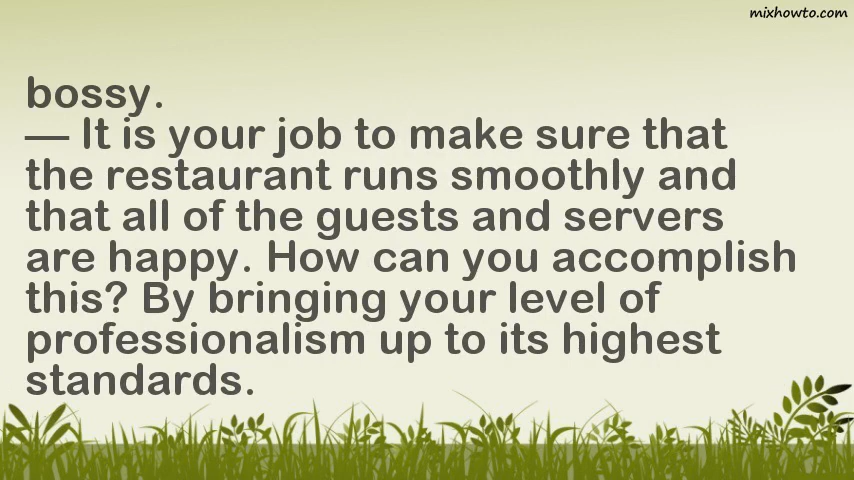 mixhowto.com
bossy.
— It is your job to make sure that
the restaurant runs smoothly and
that all of the guests and servers
are happy. How can you accomplish
this? By bringing your level of
professionalism up to its highest
standards.